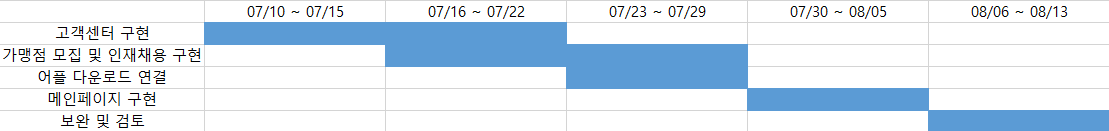 07/10 ~ 07/15 07/16 ~ 07/22 07/23 ~ 07/29 07/30 ~ 08/05 08/06 ~ 08/13
고객센터 구현
가맹점 모집 및 인재채용 구현
어플 다운로드 연결
메인페이지 구현
보완 및 검토